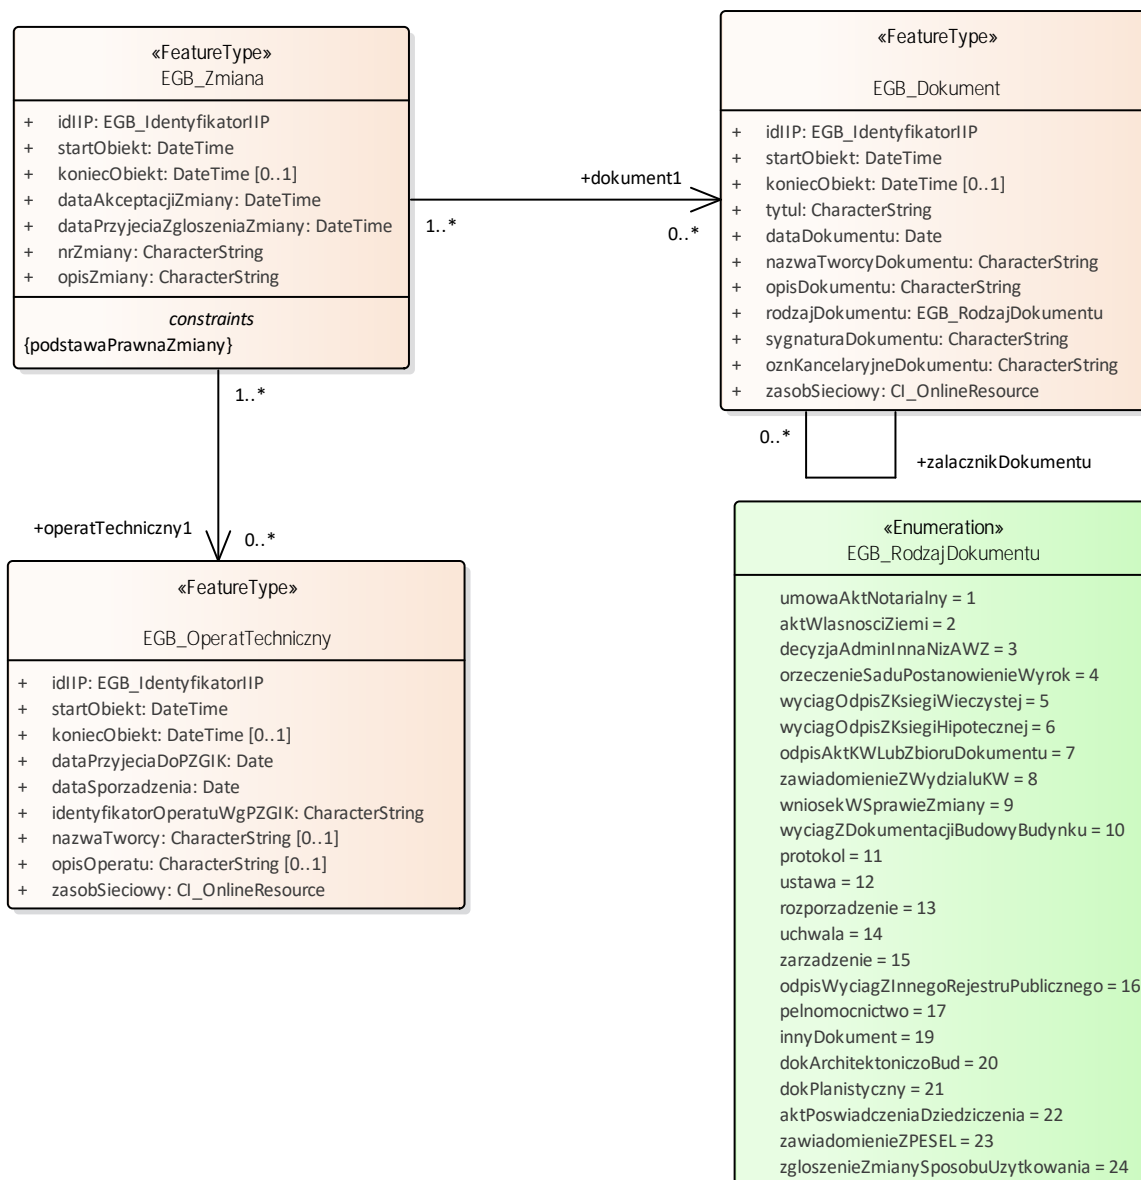 «FeatureType»
EGB_Zmiana
+ idIIP: EGB_IdentyfikatorIIP
+ startObiekt: DateTime
+ koniecObiekt: DateTime [0..1]
+ dataAkceptacjiZmiany: DateTime
+ dataPrzyjeciaZgloszeniaZmiany: DateTime
+ nrZmiany: CharacterString
+ opisZmiany: CharacterString
constraints
{podstawaPrawnaZmiany}
+dokument1
1..*
0..*
«FeatureType»
EGB_Dokument
+ idIIP: EGB_IdentyfikatorIIP
+ startObiekt: DateTime
+ koniecObiekt: DateTime [0..1]
+ tytul: CharacterString
+ dataDokumentu: Date
+ nazwaTworcyDokumentu: CharacterString
+ opisDokumentu: CharacterString
+ rodzajDokumentu: EGB_RodzajDokumentu
+ sygnaturaDokumentu: CharacterString
+ oznKancelaryjneDokumentu: CharacterString
+ zasobSieciowy: CI_OnlineResource
0..*
+zalacznikDokumentu
1..*
+operatTechniczny1
0..*
«FeatureType»
EGB_OperatTechniczny
+ idIIP: EGB_IdentyfikatorIIP
+ startObiekt: DateTime
+ koniecObiekt: DateTime [0..1]
+ dataPrzyjeciaDoPZGIK: Date
+ dataSporzadzenia: Date
+ identyfikatorOperatuWgPZGIK: CharacterString
+ nazwaTworcy: CharacterString [0..1]
+ opisOperatu: CharacterString [0..1]
+ zasobSieciowy: CI_OnlineResource
«Enumeration»
EGB_RodzajDokumentu
umowaAktNotarialny = 1
aktWlasnosciZiemi = 2
decyzjaAdminInnaNizAWZ = 3
orzeczenieSaduPostanowienieWyrok = 4
wyciagOdpisZKsiegiWieczystej = 5
wyciagOdpisZKsiegiHipotecznej = 6
odpisAktKWLubZbioruDokumentu = 7
zawiadomienieZWydzialuKW = 8
wniosekWSprawieZmiany = 9
wyciagZDokumentacjiBudowyBudynku = 10
protokol = 11
ustawa = 12
rozporzadzenie = 13
uchwala = 14
zarzadzenie = 15
odpisWyciagZInnegoRejestruPublicznego = 16
pelnomocnictwo = 17
innyDokument = 19
dokArchitektoniczoBud = 20
dokPlanistyczny = 21
aktPoswiadczeniaDziedziczenia = 22
zawiadomienieZPESEL = 23
zgloszenieZmianySposobuUzytkowania = 24